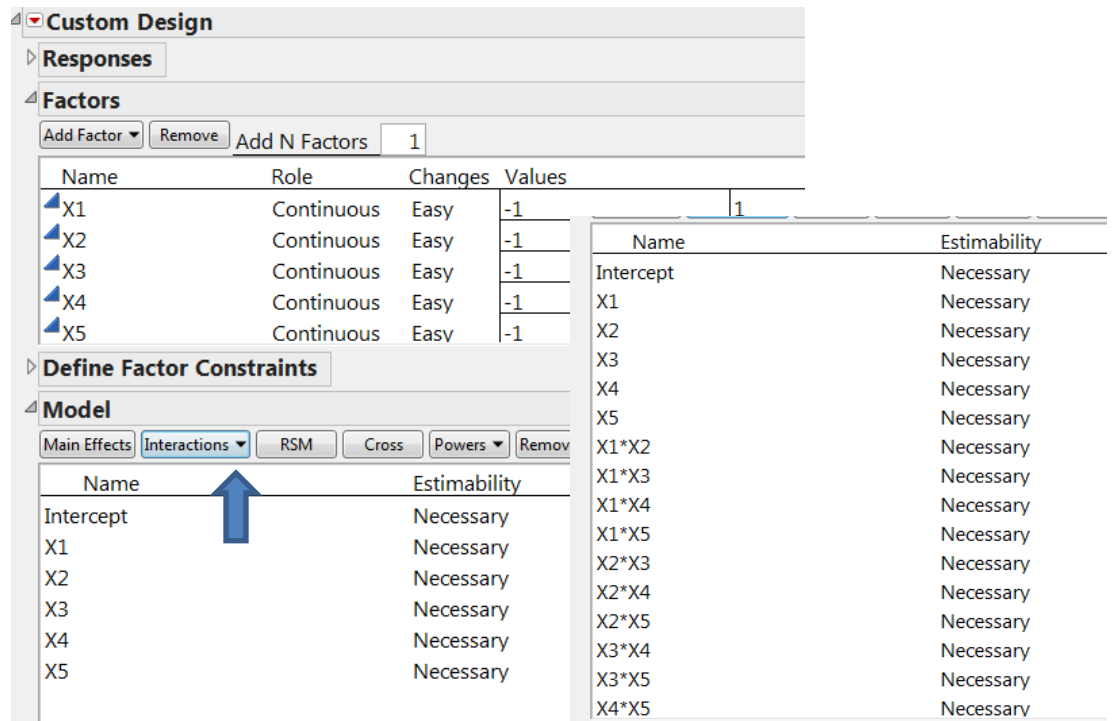 Custom Design
Responses
Factors
Add Factor Remove Add N Factors 1
Name Role Changes Values
X1 Continuous Easy -1 1
X2 Continuous Easy -1
X3 Continuous Easy -1
X4 Continuous Easy -1
X5 Continuous Easy -1
Define Factor Constraints
Model
Main Effects Interactions RSM Cross Powers Remov
Name Estimability
Intercept Necessary
X1 Necessary
X2 Necessary
X3 Necessary
X4 Necessary
X5 Necessary
Name Estimability
Intercept Necessary
X1 Necessary
X2 Necessary
X3 Necessary
X4 Necessary
X5 Necessary
X1*X2 Necessary
X1*X3 Necessary
X1*X4 Necessary
X1*X5 Necessary
X2*X3 Necessary
X2*X4 Necessary
X2*X5 Necessary
X3*X4 Necessary
X3*X5 Necessary
X4*X5 Necessary